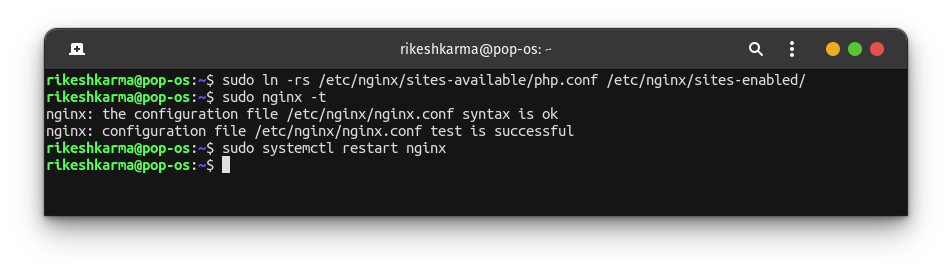 rikeshkarma@pop-os: ~
rikeshkarma@pop-os:~$ sudo ln -rs /etc/nginx/sites-available/php.conf /etc/nginx/sites-enabled/
rikeshkarma@pop-os:~$ sudo nginx -t
nginx: the configuration file /etc/nginx/nginx.conf syntax is ok
nginx: configuration file /etc/nginx/nginx.conf test is successful
rikeshkarma@pop-os:~$ sudo systemctl restart nginx
rikeshkarma@pop-os:~$